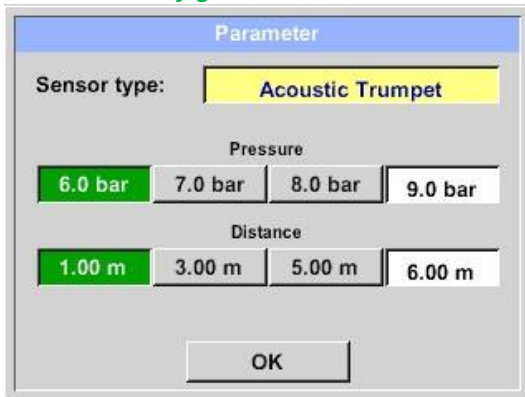 Parameter
Sensor type: Acoustic Trumpet
Pressure
6.0 bar 7.0 bar 8.0 bar 9.0 bar
Distance
1.00 m 3.00 m 5.00 m 6.00 m
OK